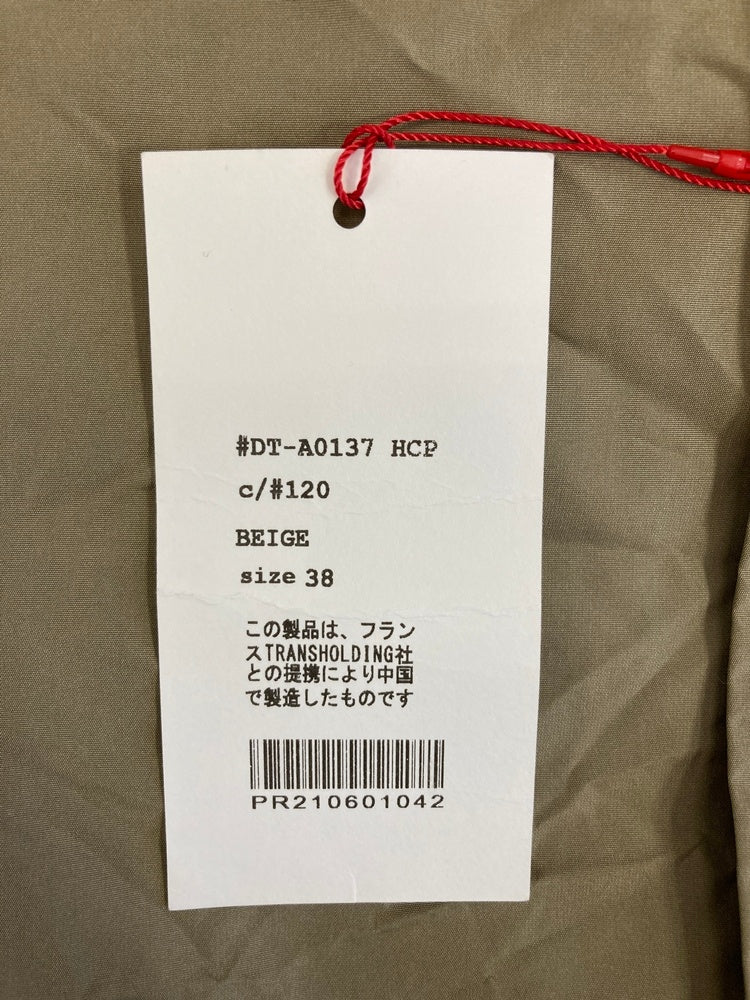 #DT-A0137 HCP
c/#120
BEIGE
size 38
この製品は、フラン
スTRANSHOLDING社
との提携により中国
で製造したものです
PR210601042